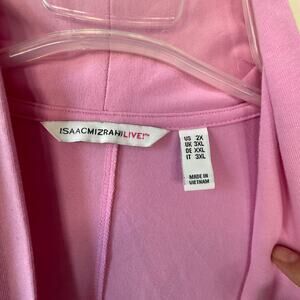 ISAACMIZRAHILIVE!™
US 2X
UK 3XL
DE XXL
IT 3XL
MADE IN
VIETNAM